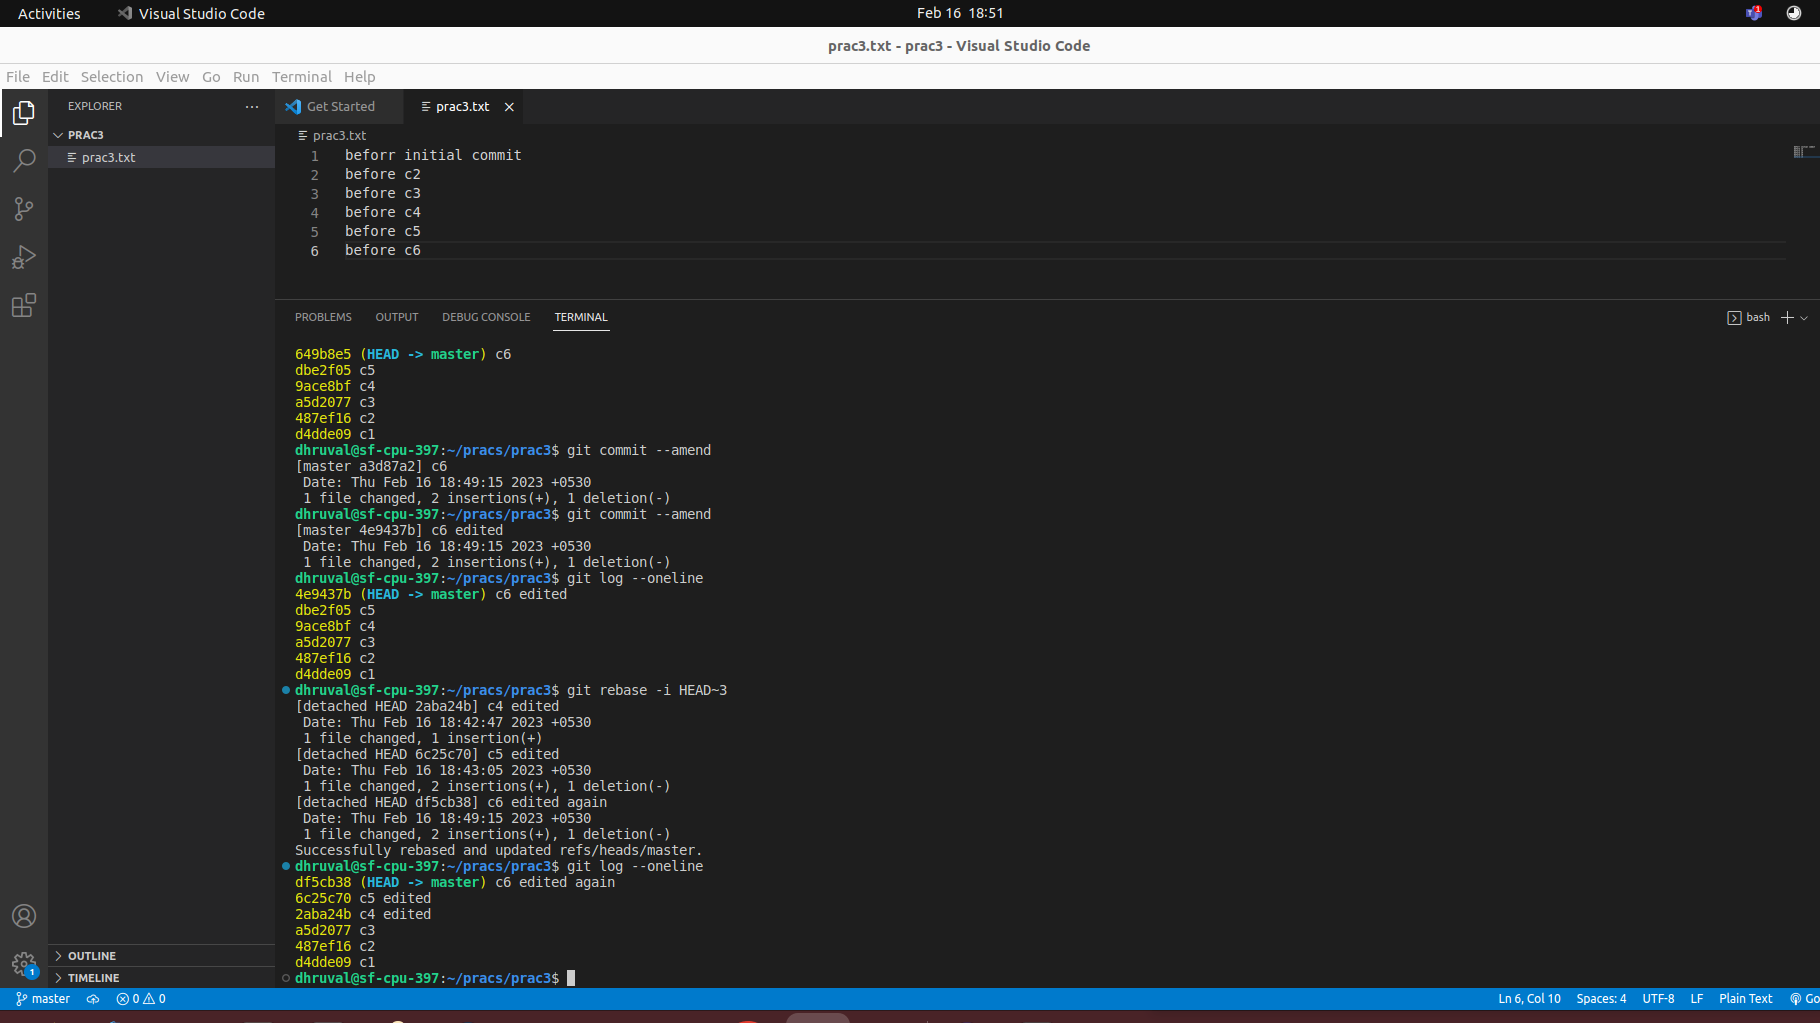 Activities
Visual Studio Code
Feb 16 18:51
1
prac3.txt - prac3 - Visual Studio Code
File Edit Selection View Go Run Terminal Help
EXPLORER
PRAC3
prac3.txt
OUTLINE
TIMELINE
1
Get Started
prac3.txt
prac3.txt
1 beforr initial commit
2 before c2
3 before c3
4 before c4
5 before c5
6 before c6
PROBLEMS OUTPUT DEBUG CONSOLE TERMINAL
bash
649b8e5 (HEAD -> master) c6
dbe2f05 c5
9ace8bf c4
a5d2077 c3
487ef16 c2
d4dde09 c1
dhruval@sf-cpu-397:~/pracs/prac3$ git commit --amend
[master a3d87a2] c6
Date: Thu Feb 16 18:49:15 2023 +0530
1 file changed, 2 insertions(+), 1 deletion(-)
dhruval@sf-cpu-397:~/pracs/prac3$ git commit --amend
[master 4e9437b] c6 edited
Date: Thu Feb 16 18:49:15 2023 +0530
1 file changed, 2 insertions(+), 1 deletion(-)
dhruval@sf-cpu-397:~/pracs/prac3$ git log --oneline
4e9437b (HEAD -> master) c6 edited
dbe2f05 c5
9ace8bf c4
a5d2077 c3
487ef16 c2
d4dde09 c1
dhruval@sf-cpu-397:~/pracs/prac3$ git rebase -i HEAD~3
[detached HEAD 2aba24b] c4 edited
Date: Thu Feb 16 18:42:47 2023 +0530
1 file changed, 1 insertion(+)
[detached HEAD 6c25c70] c5 edited
Date: Thu Feb 16 18:43:05 2023 +0530
1 file changed, 2 insertions(+), 1 deletion(-)
[detached HEAD df5cb38] c6 edited again
Date: Thu Feb 16 18:49:15 2023 +0530
1 file changed, 2 insertions(+), 1 deletion(-)
Successfully rebased and updated refs/heads/master.
dhruval@sf-cpu-397:~/pracs/prac3$ git log --oneline
df5cb38 (HEAD -> master) c6 edited again
6c25c70 c5 edited
2aba24b c4 edited
a5d2077 c3
487ef16 c2
d4dde09 c1
dhruval@sf-cpu-397:~/pracs/prac3$
master 0 0 Ln 6, Col 10 Spaces: 4 UTF-8 LF Plain Text Go